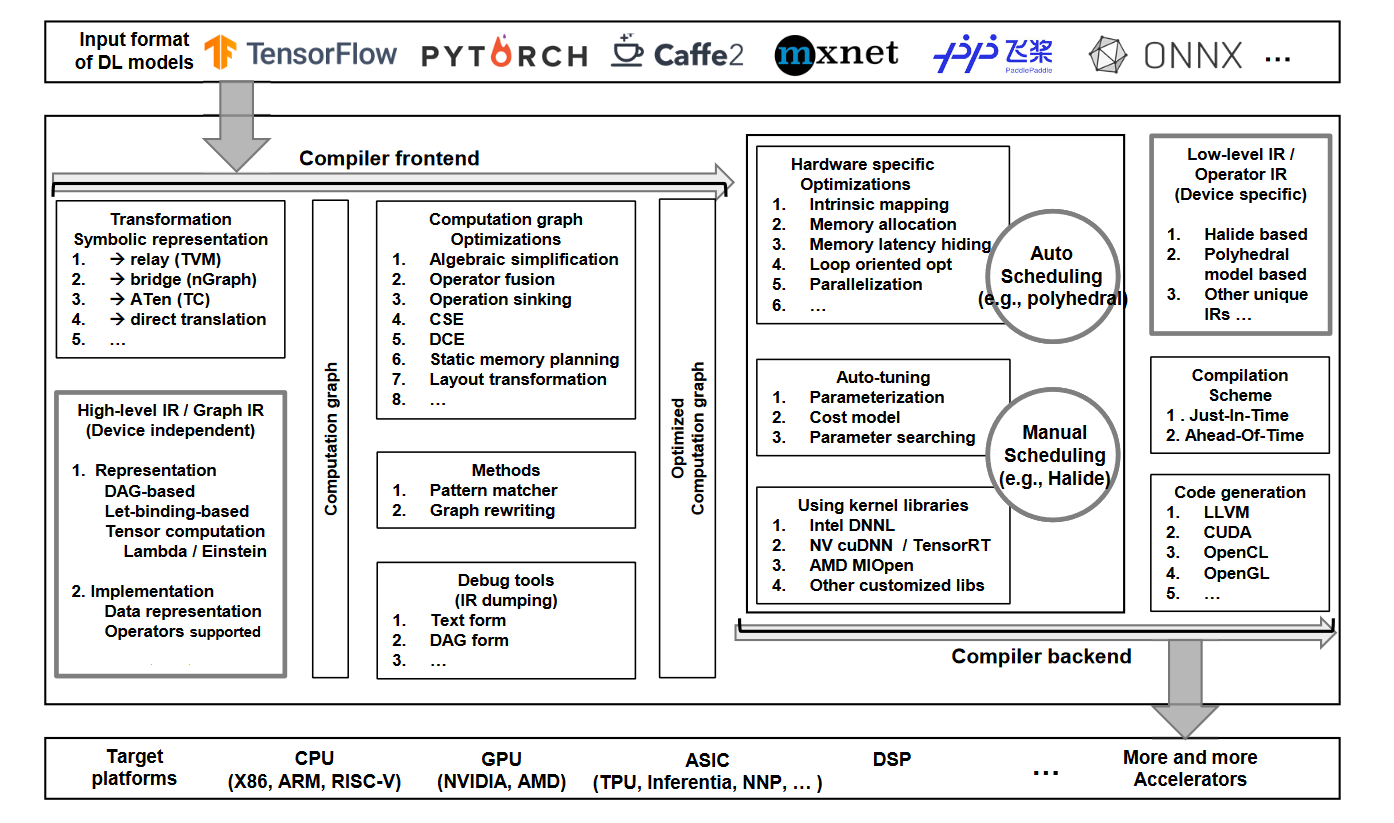 Input format
of DL models
TensorFlow
PYTORCH
Caffe2
mxnet
飞桨
PaddlePaddle
ONNX
...
Compiler frontend
Transformation
Symbolic representation
1. → relay (TVM)
2. → bridge (nGraph)
3. → ATen (TC)
4. → direct translation
5. …
High-level IR / Graph IR
(Device independent)
1. Representation
DAG-based
Let-binding-based
Tensor computation
Lambda / Einstein
2. Implementation
Data representation
Operators supported
Computation graph
Computation graph
Optimizations
1. Algebraic simplification
2. Operator fusion
3. Operation sinking
4. CSE
5. DCE
6. Static memory planning
7. Layout transformation
8. …
Methods
1. Pattern matcher
2. Graph rewriting
Debug tools
(IR dumping)
1. Text form
2. DAG form
3. …
Optimized
Computation graph
Hardware specific
Optimizations
1. Intrinsic mapping
2. Memory allocation
3. Memory latency hiding
4. Loop oriented opt
5. Parallelization
6. …
Auto
Scheduling
(e.g., polyhedral)
Auto-tuning
1. Parameterization
2. Cost model
3. Parameter searching
Manual
Scheduling
(e.g., Halide)
Using kernel libraries
1. Intel DNNL
2. NV cuDNN / TensorRT
3. AMD MIOpen
4. Other customized libs
Low-level IR /
Operator IR
(Device specific)
1. Halide based
2. Polyhedral
model based
3. Other unique
IRs …
Compilation
Scheme
1 . Just-In-Time
2. Ahead-Of-Time
Code generation
1. LLVM
2. CUDA
3. OpenCL
4. OpenGL
5. …
Compiler backend
Target
platforms
CPU
(X86, ARM, RISC-V)
GPU
(NVIDIA, AMD)
ASIC
(TPU, Inferentia, NNP, … )
DSP
...
More and more
Accelerators